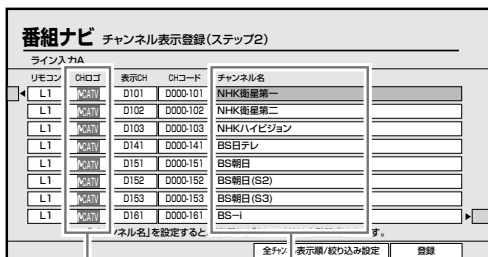 番組ナビ チャンネル表示登録(ステップ2)
ライン入力A
リモコン CHロゴ 表示CH CHコード チャンネル名
L1 CATV D101 D000-101 NHK衛星第一
L1 CATV D102 D000-102 NHK衛星第二
L1 CATV D103 D000-103 NHKハイビジョン
L1 CATV D141 D000-141 BS日テレ
L1 CATV D151 D000-151 BS朝日
L1 CATV D152 D000-152 BS朝日(S2)
L1 CATV D153 D000-153 BS朝日(S3)
L1 CATV D161 D000-161 BS-i
ンネル名」を設定すると す。
表示順/絞り込み設定 登録